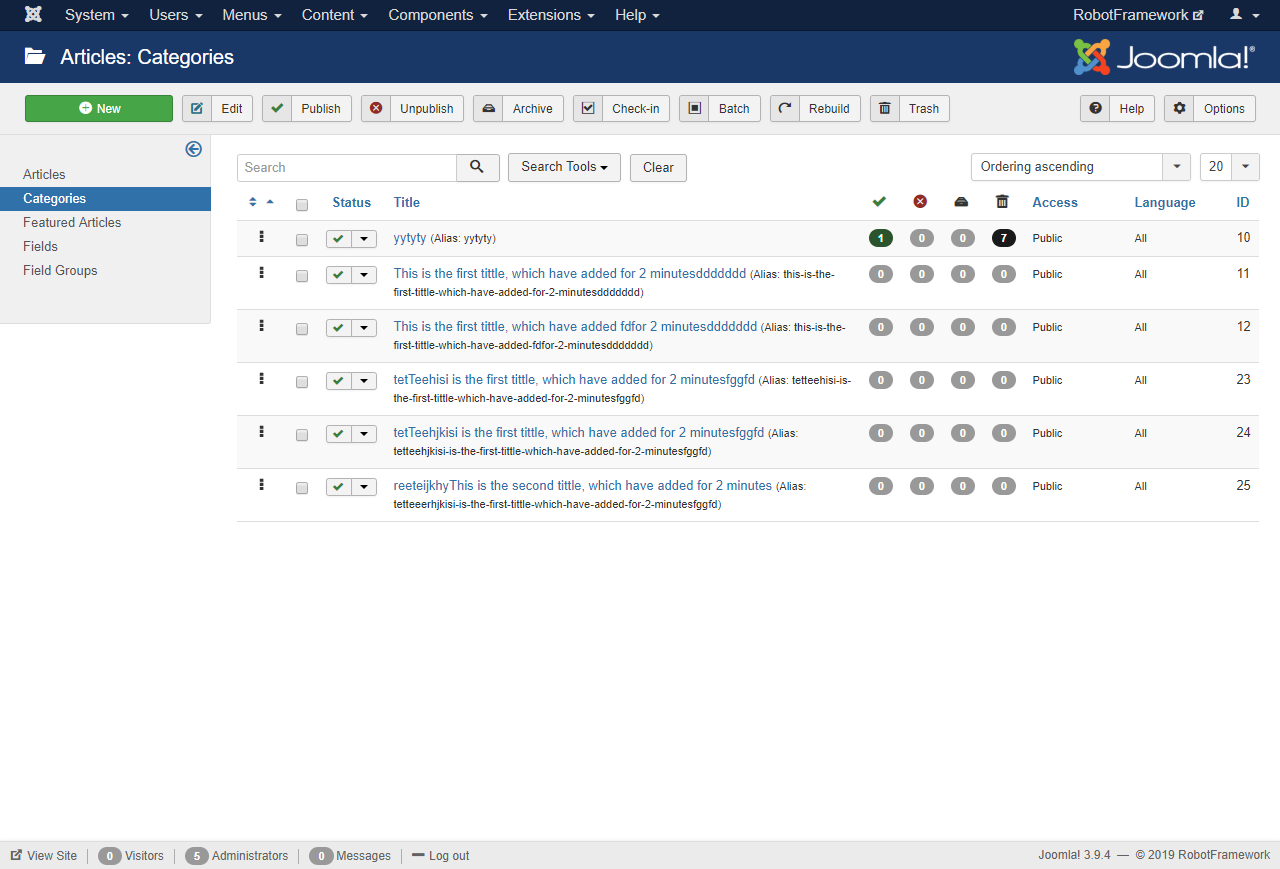 System Users Menus Content Components Extensions Help RobotFramework
Articles: Categories Joomla!®
New Edit Publish Unpublish Archive Check-in Batch Rebuild Trash Help Options
Articles
Categories
Featured Articles
Fields
Field Groups
Search Search Tools Clear Ordering ascending 20
Status Title Access Language ID
yytyty (Alias: yytyty) 1 0 0 7 Public All 10
This is the first tittle, which have added for 2 minutesddddddd (Alias: this-is-the- 0 0 0 0 Public All 11
first-tittle-which-have-added-for-2-minutesddddddd)
This is the first tittle, which have added fdfor 2 minutesddddddd (Alias: this-is-the- 0 0 0 0 Public All 12
first-tittle-which-have-added-fdfor-2-minutesddddddd)
tetTeehisi is the first tittle, which have added for 2 minutesfggfd (Alias: tetteehisi-is- 0 0 0 0 Public All 23
the-first-tittle-which-have-added-for-2-minutesfggfd)
tetTeehjkisi is the first tittle, which have added for 2 minutesfggfd (Alias: 0 0 0 0 Public All 24
tetteehjkisi-is-the-first-tittle-which-have-added-for-2-minutesfggfd)
reeteijkhyThis is the second tittle, which have added for 2 minutes (Alias: 0 0 0 0 Public All 25
tetteeerhjkisi-is-the-first-tittle-which-have-added-for-2-minutesfggfd)
View Site 0 Visitors 5 Administrators 0 Messages Log out Joomla! 3.9.4 — © 2019 RobotFramework